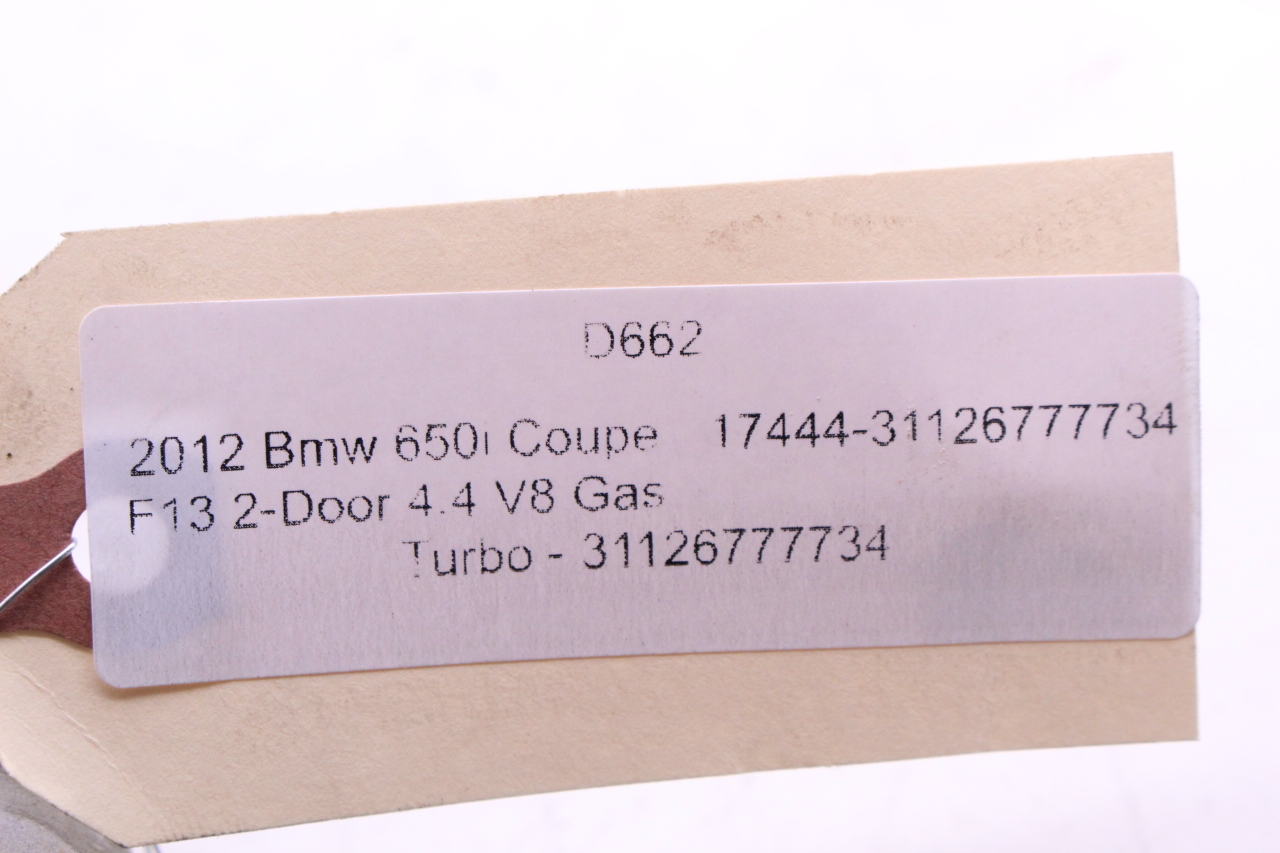 D662
2012 Bmw 650i Coupe 17444-31126777734
F13 2-Door 4.4 V8 Gas
Turbo - 31126777734